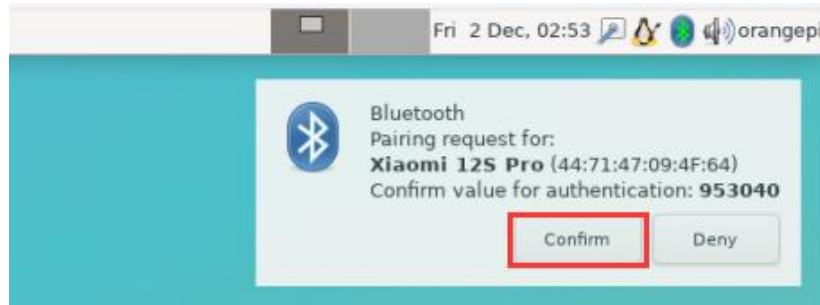 Fri 2 Dec, 02:53 orangepi
Bluetooth
Pairing request for:
Xiaomi 12S Pro (44:71:47:09:4F:64)
Confirm value for authentication: 953040
Confirm Deny